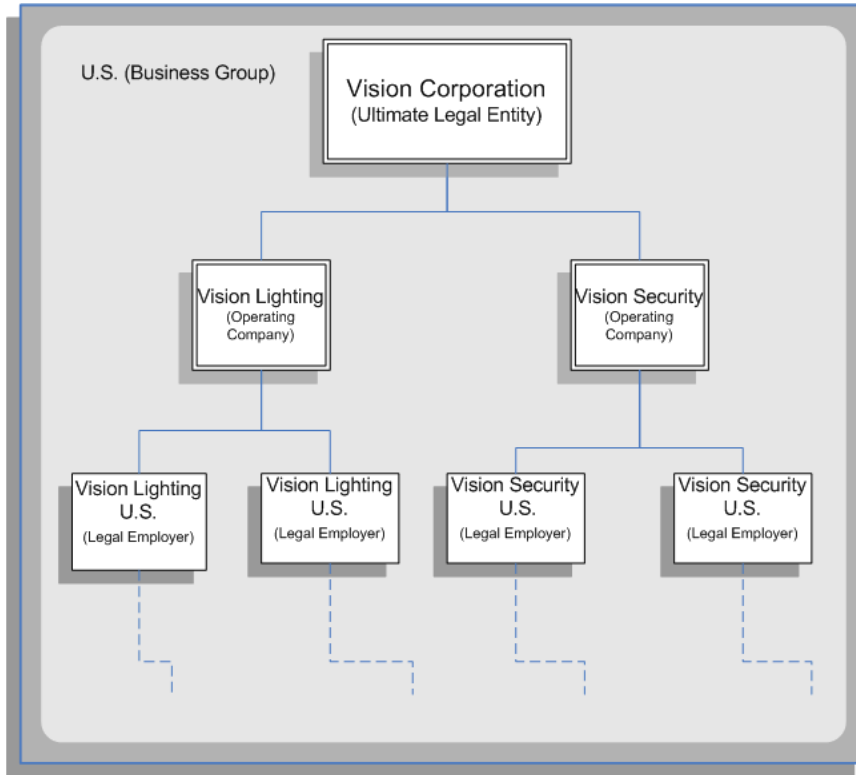 U.S. (Business Group)
Vision Corporation
(Ultimate Legal Entity)
Vision Lighting
(Operating
Company)
Vision Security
(Operating
Company)
Vision Lighting
U.S.
(Legal Employer)
Vision Lighting
U.S.
(Legal Employer)
Vision Security
U.S.
(Legal Employer)
Vision Security
U.S.
(Legal Employer)